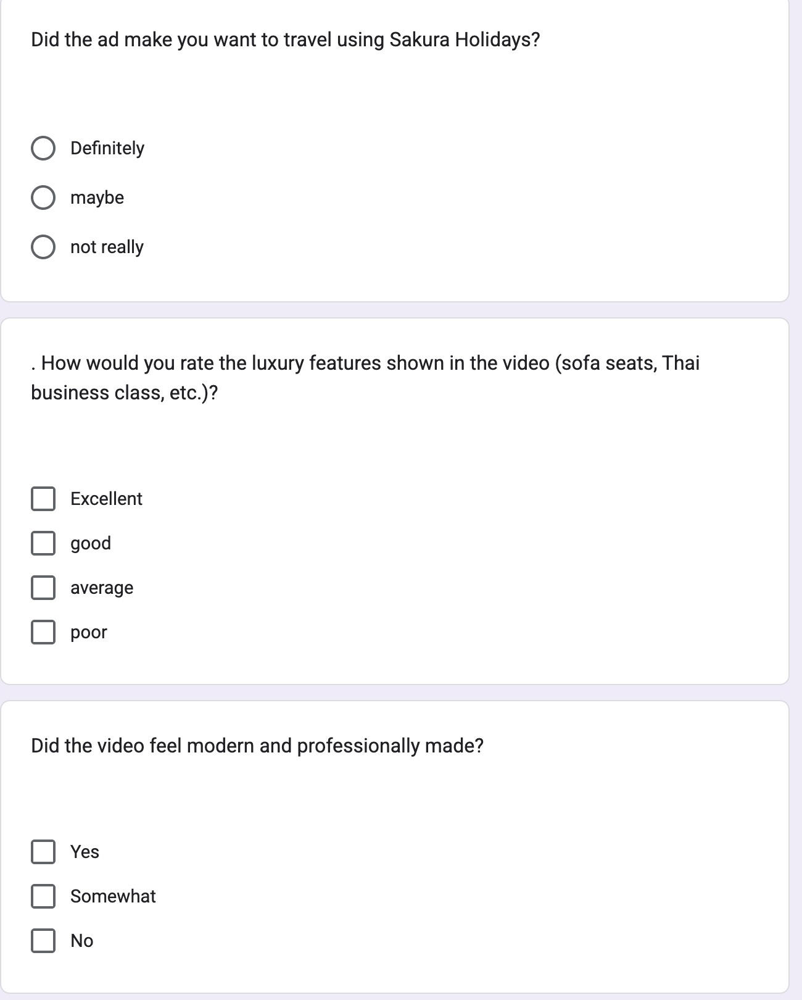 Did the ad make you want to travel using Sakura Holidays?
Definitely
maybe
not really
. How would you rate the luxury features shown in the video (sofa seats, Thai
business class, etc.)?
Excellent
good
average
poor
Did the video feel modern and professionally made?
Yes
Somewhat
No